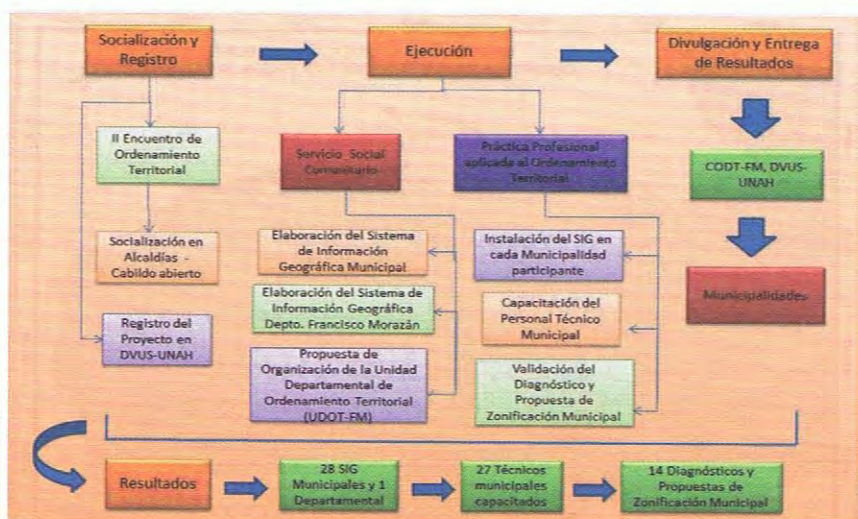 Socialización y
Registro
Ejecución
Divulgación y Entrega
de Resultados
II Encuentro de
Ordenamiento
Territorial
Socialización en
Alcaldías -
Cabildo abierto
Registro del
Proyecto en
DVUS-UNAH
Servicio Social
Comunitario
Elaboración del Sistema
de Información
Geográfica Municipal
Elaboración del Sistema de
Información Geográfica
Depto. Francisco Morazán
Propuesta de
Organización de la Unidad
Departamental de
Ordenamiento Territorial
(UDOT-FM)
Práctica Profesional
aplicada al Ordenamiento
Territorial
Instalación del SIG en
cada Municipalidad
participante
Capacitación del
Personal Técnico
Municipal
Validación del
Diagnóstico y
Propuesta de
Zonificación Municipal
CODT-FM, DVUS-
UNAH
Municipalidades
Resultados
28 SIG
Municipales y 1
Departamental
27 Técnicos
municipales
capacitados
14 Diagnósticos y
Propuestas de
Zonificación Municipal